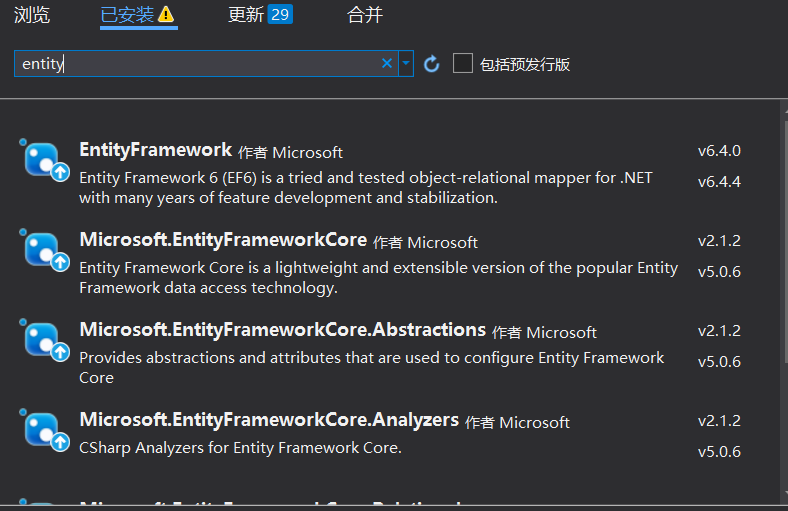 浏览 已安装 更新 29 合并
entity 包括预发行版
EntityFramework 作者 Microsoft v6.4.0
Entity Framework 6 (EF6) is a tried and tested object-relational mapper for .NET v6.4.4
with many years of feature development and stabilization.
Microsoft.EntityFrameworkCore 作者 Microsoft v2.1.2
Entity Framework Core is a lightweight and extensible version of the popular Entity v5.0.6
Framework data access technology.
Microsoft.EntityFrameworkCore.Abstractions 作者 Microsoft v2.1.2
Provides abstractions and attributes that are used to configure Entity Framework v5.0.6
Core
Microsoft.EntityFrameworkCore.Analyzers 作者 Microsoft v2.1.2
CSharp Analyzers for Entity Framework Core. v5.0.6